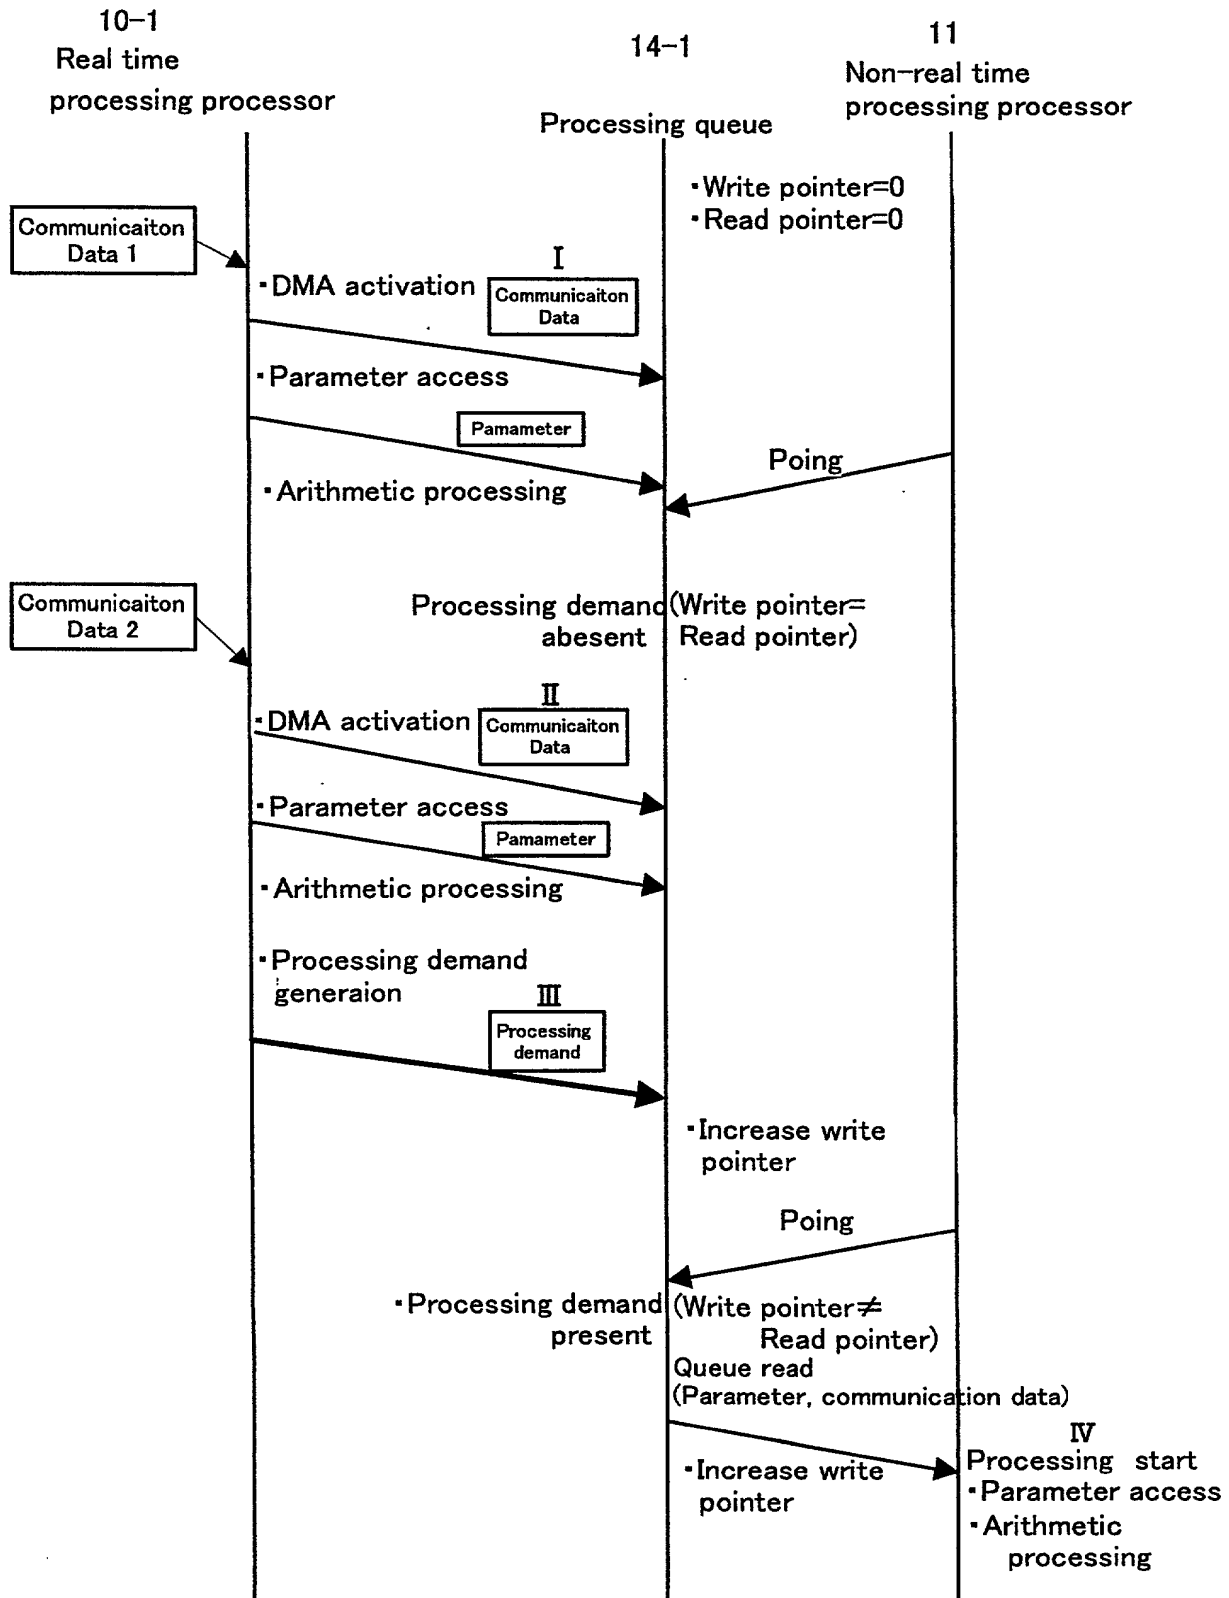 10-1
Real time
processing processor
14-1
Processing queue
11
Non-real time
processing processor
▪Write pointer=0
▪Read pointer=0
Communicaiton
Data 1
▪DMA activation
I
Communicaiton
Data
▪Parameter access
Pamameter
▪Arithmetic processing
Poing
Communicaiton
Data 2
Processing demand (Write pointer=
abesent Read pointer)
▪DMA activation
II
Communicaiton
Data
▪Parameter access
Pamameter
▪Arithmetic processing
▪Processing demand
generaion
III
Processing
demand
▪Increase write
pointer
Poing
▪Processing demand (Write pointer≠
present Read pointer)
Queue read
(Parameter, communication data)
▪Increase write
pointer
IV
Processing start
▪Parameter access
▪Arithmetic
processing